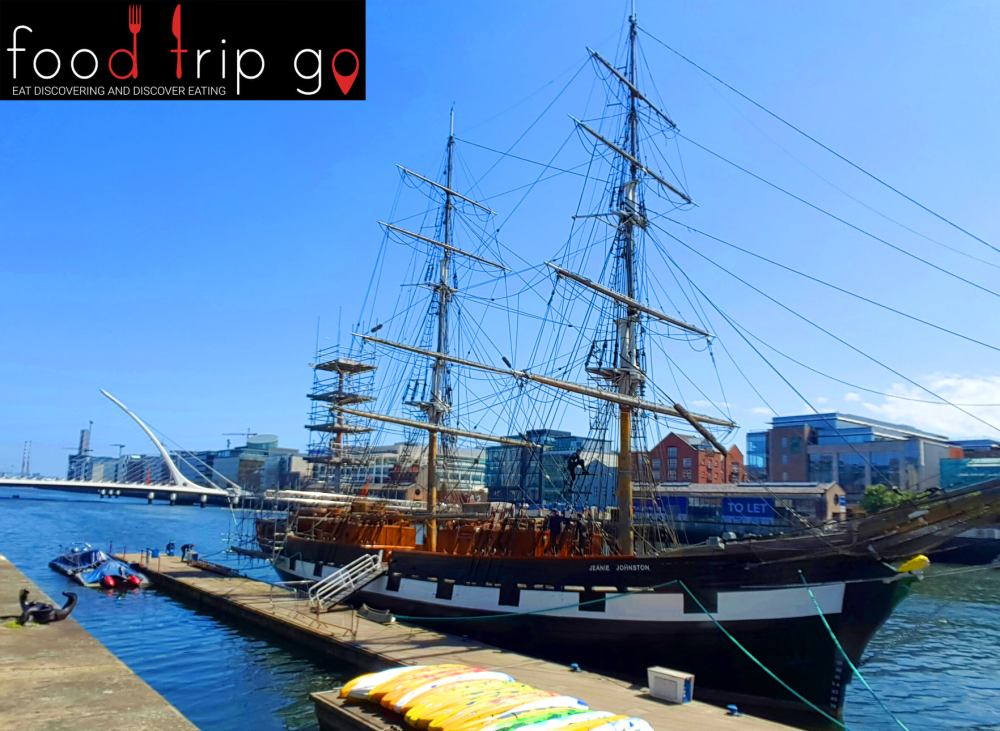 food trip go
EAT DISCOVERING AND DISCOVER EATING
TO LET
JEANIE JOHNSTON